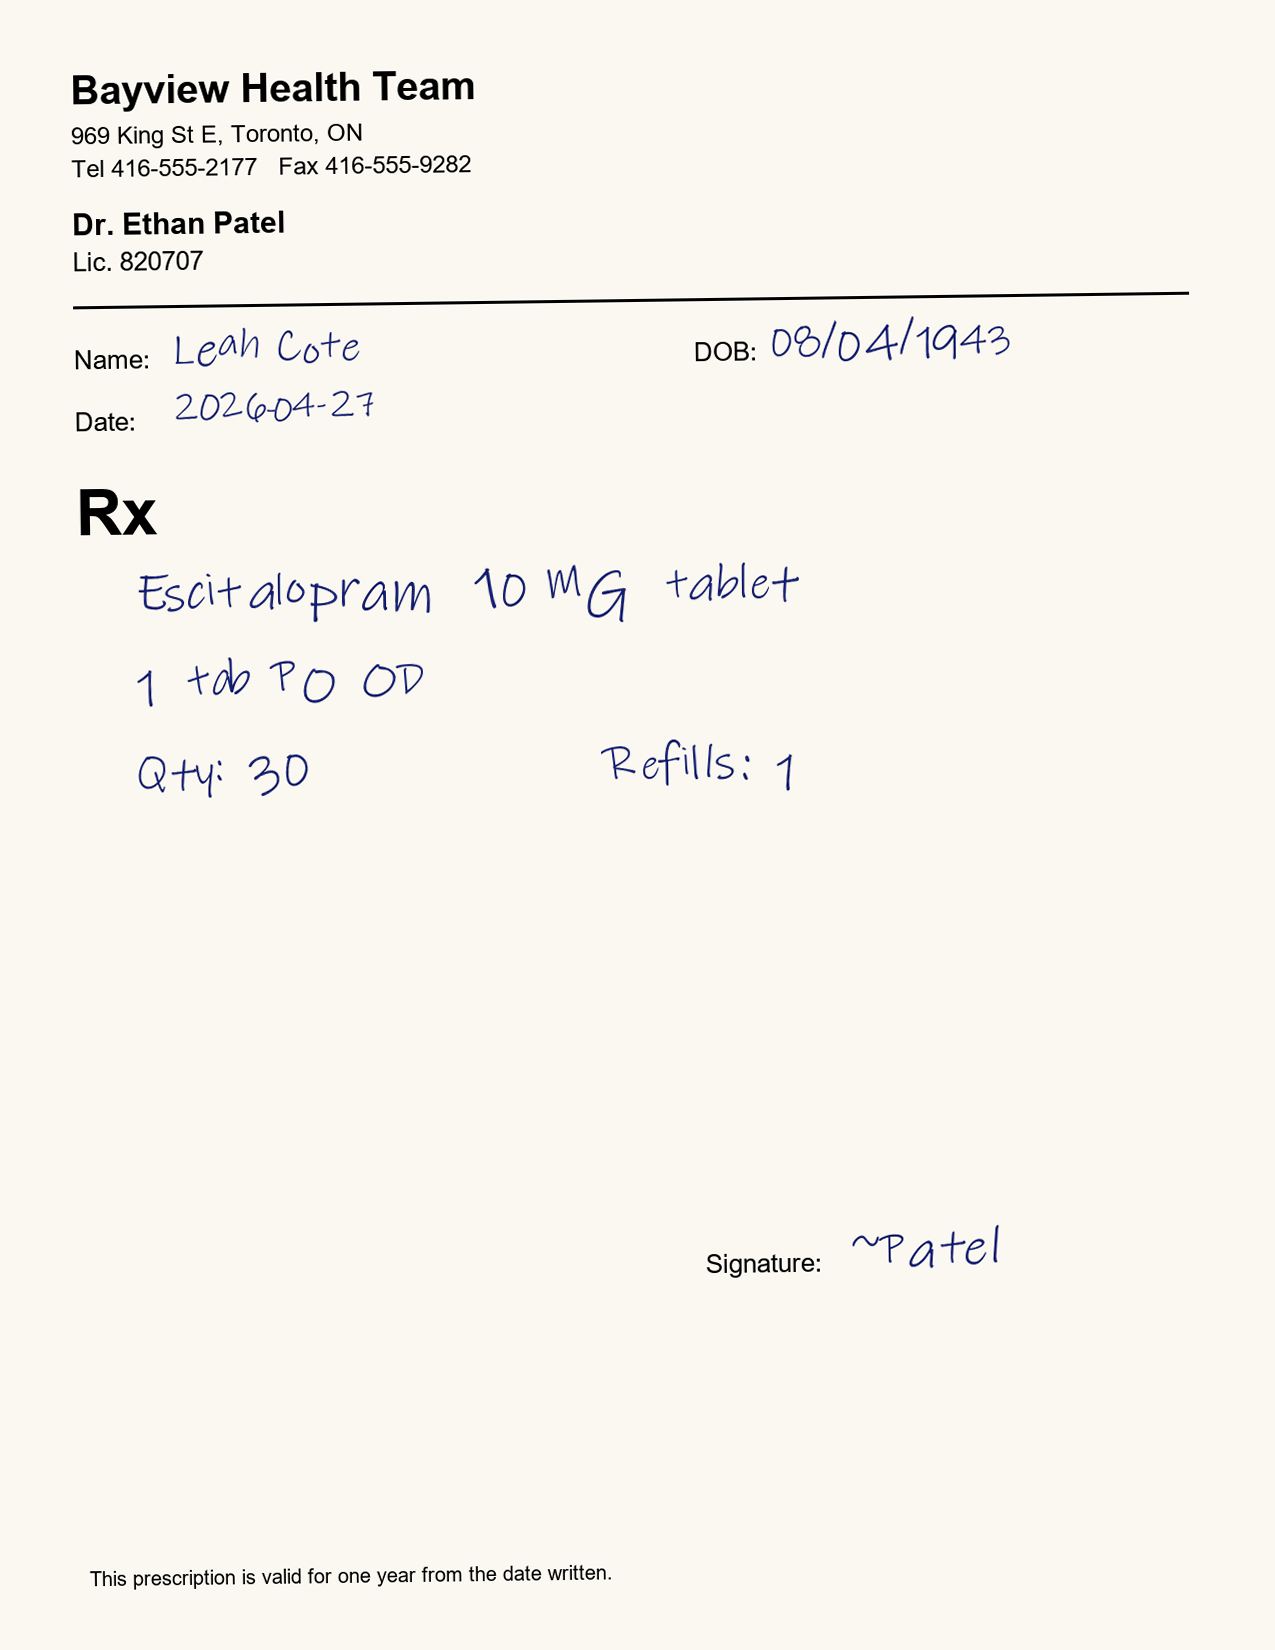 Bayview Health Team
969 King St E, Toronto, ON
Tel 416-555-2177 Fax 416-555-9282
Dr. Ethan Patel
Lic. 820707
Name: Leah Cote DOB: 08/04/1943
Date: 2026-04-27
Rx
Escitalopram 10 MG tablet
1 tab PO OD
Qty: 30 Refills: 1
Signature: ~Patel
This prescription is valid for one year from the date written.